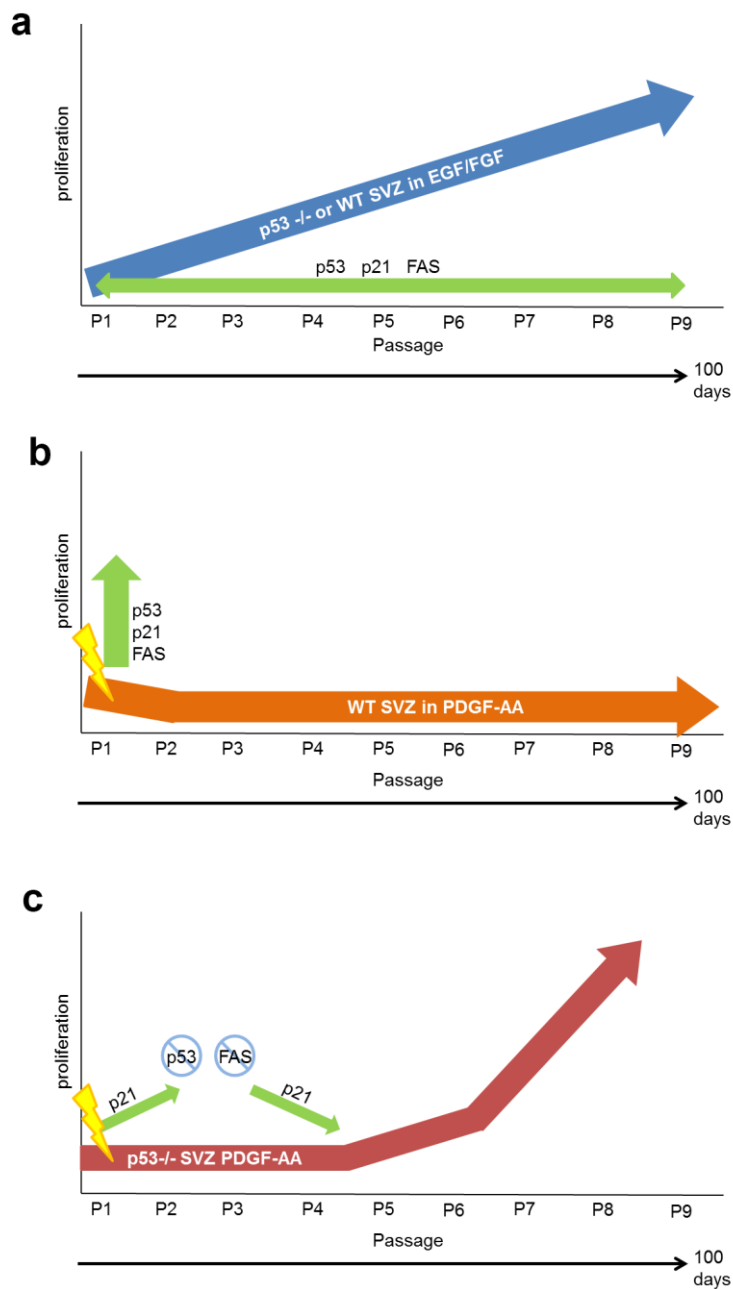 a
proliferation
p53 -/- or WT SVZ in EGF/FGF
p53 p21 FAS
P1 P2 P3 P4 P5 P6 P7 P8 P9
Passage
100
days
b
proliferation
p53
p21
FAS
WT SVZ in PDGF-AA
P1 P2 P3 P4 P5 P6 P7 P8 P9
Passage
100
days
c
proliferation
p53 FAS
p21 p21
p53-/- SVZ PDGF-AA
P1 P2 P3 P4 P5 P6 P7 P8 P9
Passage
100
days